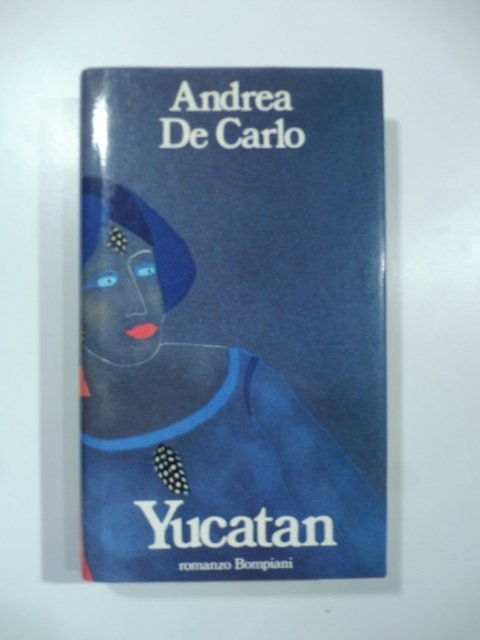 Andrea
De Carlo
Yucatan
romanzo Bompiani